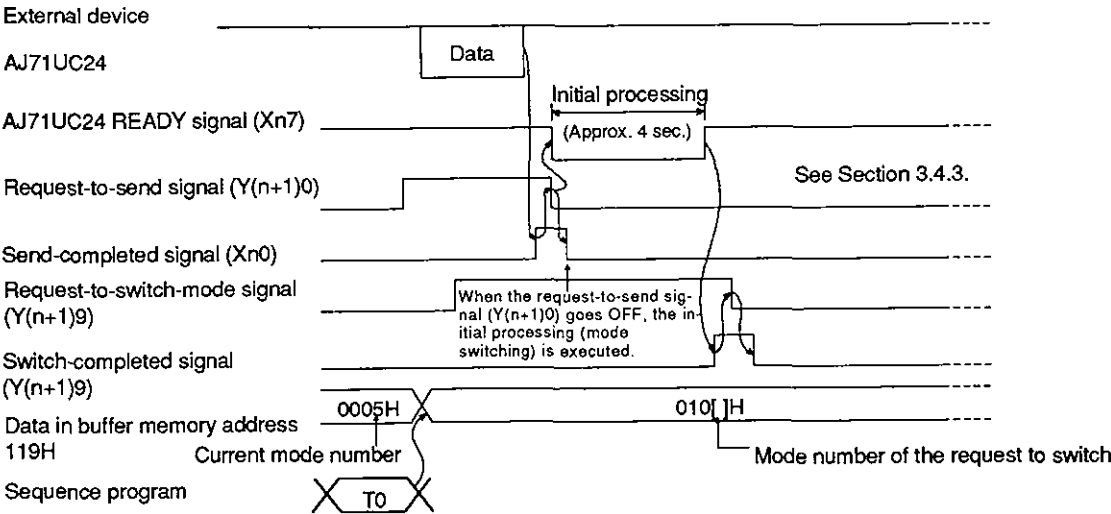 External device
AJ71UC24
Data
Initial processing
AJ71UC24 READY signal (Xn7)
(Approx. 4 sec.)
Request-to-send signal (Y(n+1)0)
See Section 3.4.3.
Send-completed signal (Xn0)
Request-to-switch-mode signal
(Y(n+1)9)
When the request-to-send sig-
nal (Y(n+1)0) goes OFF, the in-
itial processing (mode
switching) is executed.
Switch-completed signal
(Y(n+1)9)
0005H
010[ ]H
Data in buffer memory address
119H
Current mode number
Mode number of the request to switch
Sequence program
TO